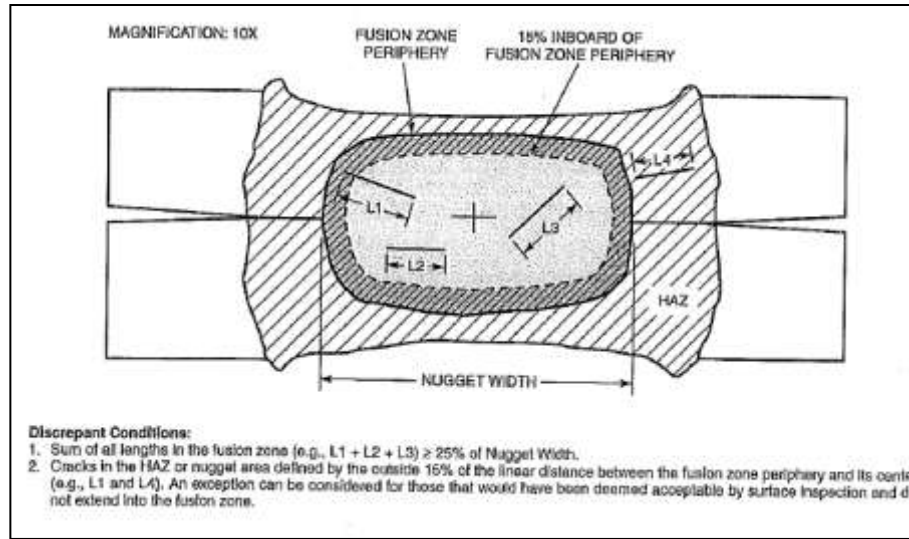 MAGNIFICATION: 10X
FUSION ZONE
PERIPHERY
15% INBOARD OF
FUSION ZONE PERIPHERY
L4
L1
L3
L2
HAZ
NUGGET WIDTH
Discrepant Conditions:
1. Sum of all lengths in the fusion zone (e.g., L1 + L2 + L3) ≥ 25% of Nugget Width.
2. Cracks in the HAZ or nugget area defined by the outside 15% of the linear distance between the fusion zone periphery and its cente
(e.g., L1 and L4). An exception can be considered for those that would have been deemed acceptable by surface inspection and d
not extend into the fusion zone.